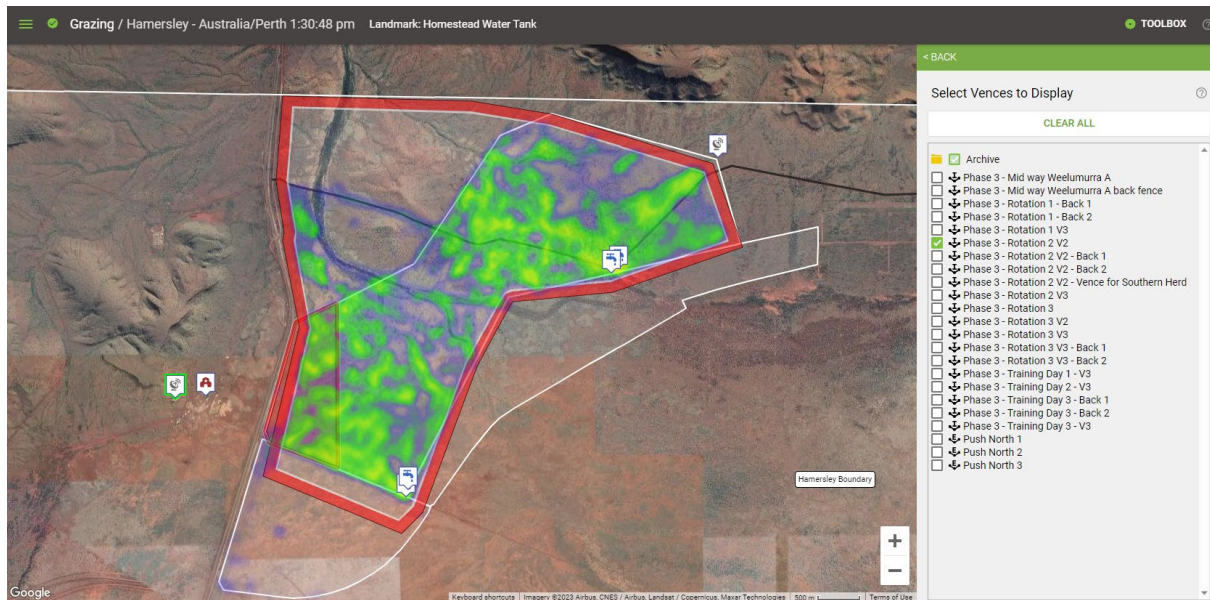 Grazing / Hamersley - Australia/Perth 1:30:48 pm Landmark: Homestead Water Tank
TOOLBOX
< BACK
Select Vences to Display
CLEAR ALL
Archive
Phase 3 - Mid way Weelumurra A
Phase 3 - Mid way Weelumurra A back fence
Phase 3 - Rotation 1 - Back 1
Phase 3 - Rotation 1 - Back 2
Phase 3 - Rotation 1 V3
Phase 3 - Rotation 2 V2
Phase 3 - Rotation 2 V2 - Back 1
Phase 3 - Rotation 2 V2 - Back 2
Phase 3 - Rotation 2 V2 - Vence for Southern Herd
Phase 3 - Rotation 2 V3
Phase 3 - Rotation 3
Phase 3 - Rotation 3 V2
Phase 3 - Rotation 3 V3
Phase 3 - Rotation 3 V3 - Back 1
Phase 3 - Rotation 3 V3 - Back 2
Phase 3 - Training Day 1 - V3
Phase 3 - Training Day 2 - V3
Phase 3 - Training Day 3 - Back 1
Phase 3 - Training Day 3 - Back 2
Phase 3 - Training Day 3 - V3
Push North 1
Push North 2
Push North 3
Hamersley Boundary
Google
Keyboard shortcuts Imagery ©2023 Airbus, CNES / Airbus, Landsat / Copernicus, Maxar Technologies 500 m Terms of Use